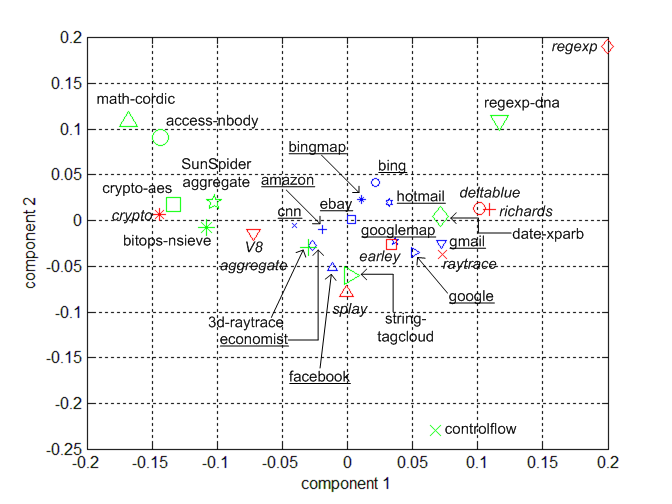 0.2
regexp
0.15
math-cordic
regexp-dna
0.1
access-nbody
bingmap
SunSpider
aggregate
bing
0.05
amazon
crypto-aes
hotmail
deltablue
ebay
cnn
crypto
richards
0
googlemap
date-xparb
bitops-nsieve
V8
aggregate
gmail
earley
raytrace
-0.05
google
splay
-0.1
3d-raytrace
string-
tagcloud
economist
-0.15
facebook
-0.2
controlflow
-0.25
component 2
-0.2 -0.15 -0.1 -0.05 0 0.05 0.1 0.15 0.2
component 1